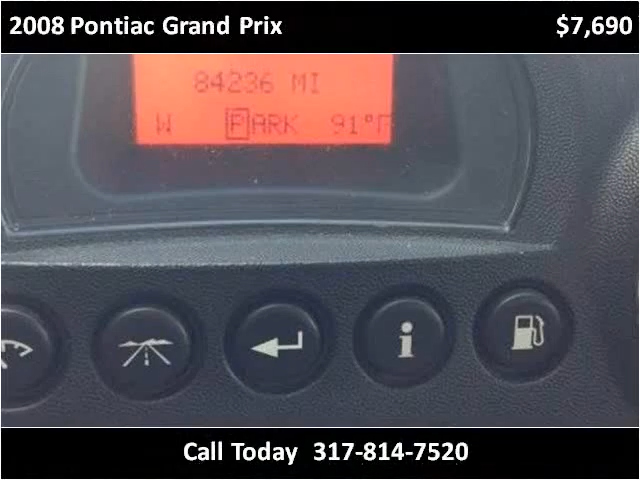 2008 Pontiac Grand Prix $7,690
84236 MI
W PARK 91°F
i
Call Today 317-814-7520